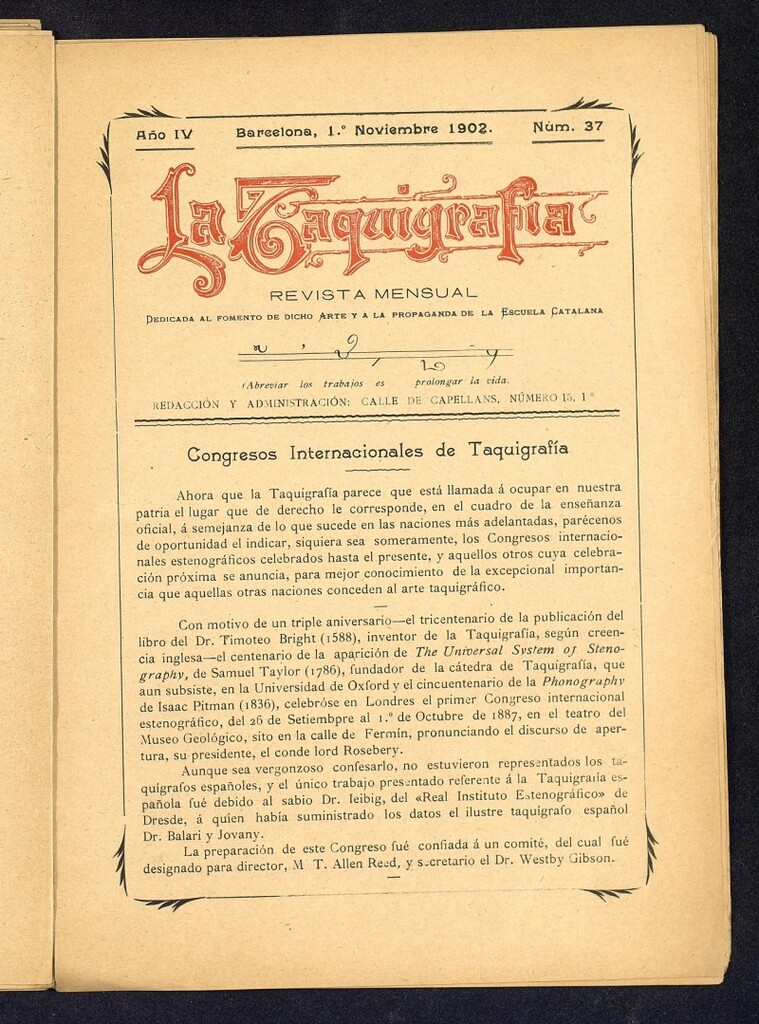 Año IV Barcelona, 1.º Noviembre 1902. Núm. 37
La Taquigrafía
REVISTA MENSUAL
DEDICADA AL FOMENTO DE DICHO ARTE Y A LA PROPAGANDA DE LA ESCUELA CATALANA
(Abreviar los trabajos es prolongar la vida.
REDACCIÓN Y ADMINISTRACIÓN: CALLE DE CAPELLANS, NÚMERO 15, 1º
Congresos Internacionales de Taquigrafía
Ahora que la Taquigrafía parece que está llamada á ocupar en nuestra
patria el lugar que de derecho le corresponde, en el cuadro de la enseñanza
oficial, á semejanza de lo que sucede en las naciones más adelantadas, parécenos
de oportunidad el indicar, siquiera sea someramente, los Congresos internacio-
nales estenográficos celebrados hasta el presente, y aquellos otros cuya celebra-
ción próxima se anuncia, para mejor conocimiento de la excepcional importan-
cia que aquellas otras naciones conceden al arte taquigráfico.
Con motivo de un triple aniversario—el tricentenario de la publicación del
libro del Dr. Timoteo Bright (1588), inventor de la Taquigrafía, según creen-
cia inglesa—el centenario de la aparición de The Universal System of Steno-
graphy, de Samuel Taylor (1786), fundador de la cátedra de Taquigrafía, que
aun subsiste, en la Universidad de Oxford y el cincuentenario de la Phonography
de Isaac Pitman (1836), celebróse en Londres el primer Congreso internacional
estenográfico, del 26 de Setiembpre al 1.º de Octubre de 1887, en el teatro del
Museo Geológico, sito en la calle de Fermín, pronunciando el discurso de aper-
tura, su presidente, el conde lord Rosebery.
Aunque sea vergonzoso confesarlo, no estuvieron representados los ta-
quígrafos españoles, y el único trabajo presentado referente á la Taquigrafía es-
pañola fué debido al sabio Dr. Ieibig, del «Real Instituto Estenográfico» de
Dresde, á quien había suministrado los datos el ilustre taquígrafo español
Dr. Balari y Jovany.
La preparación de este Congreso fué confiada á un comité, del cual fué
designado para director, M T. Allen Reed, y secretario el Dr. Westby Gibson.